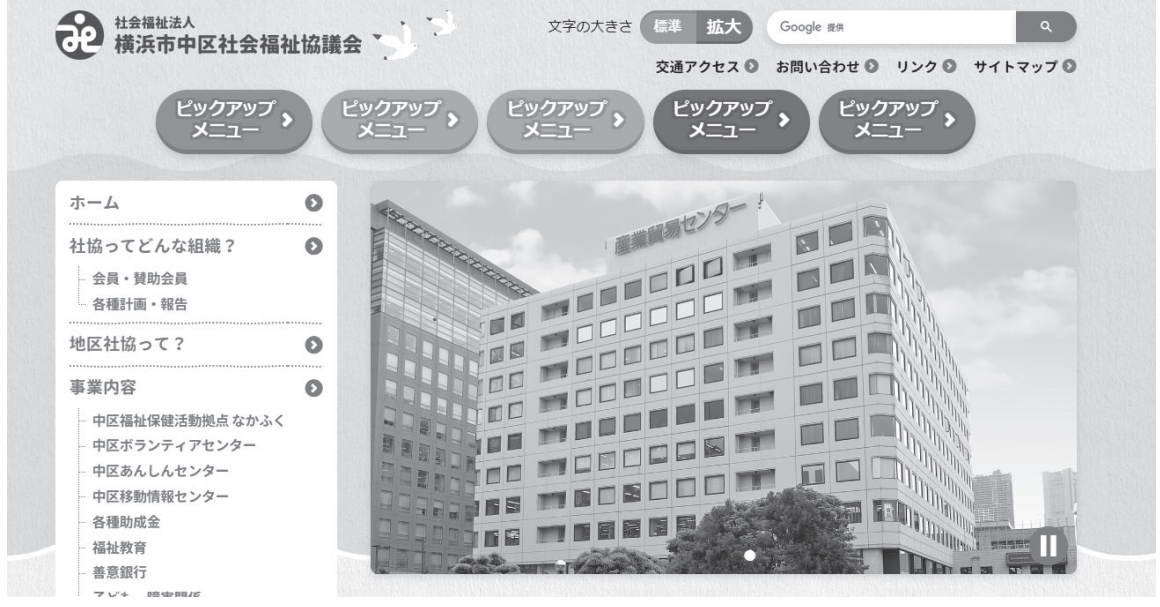 社会福祉法人
横浜市中区社会福祉協議会
文字の大きさ 標準 拡大
Google 提供
交通アクセス お問い合わせ リンク サイトマップ
ピックアップ
メニュー
ピックアップ
メニュー
ピックアップ
メニュー
ピックアップ
メニュー
ピックアップ
メニュー
ホーム
社協ってどんな組織?
会員・賛助会員
各種計画・報告
地区社協って?
事業内容
中区福祉保健活動拠点 なかふく
中区ボランティアセンター
中区あんしんセンター
中区移動情報センター
各種助成金
福祉教育
善意銀行
子ども・障害関係
産業貿易センター